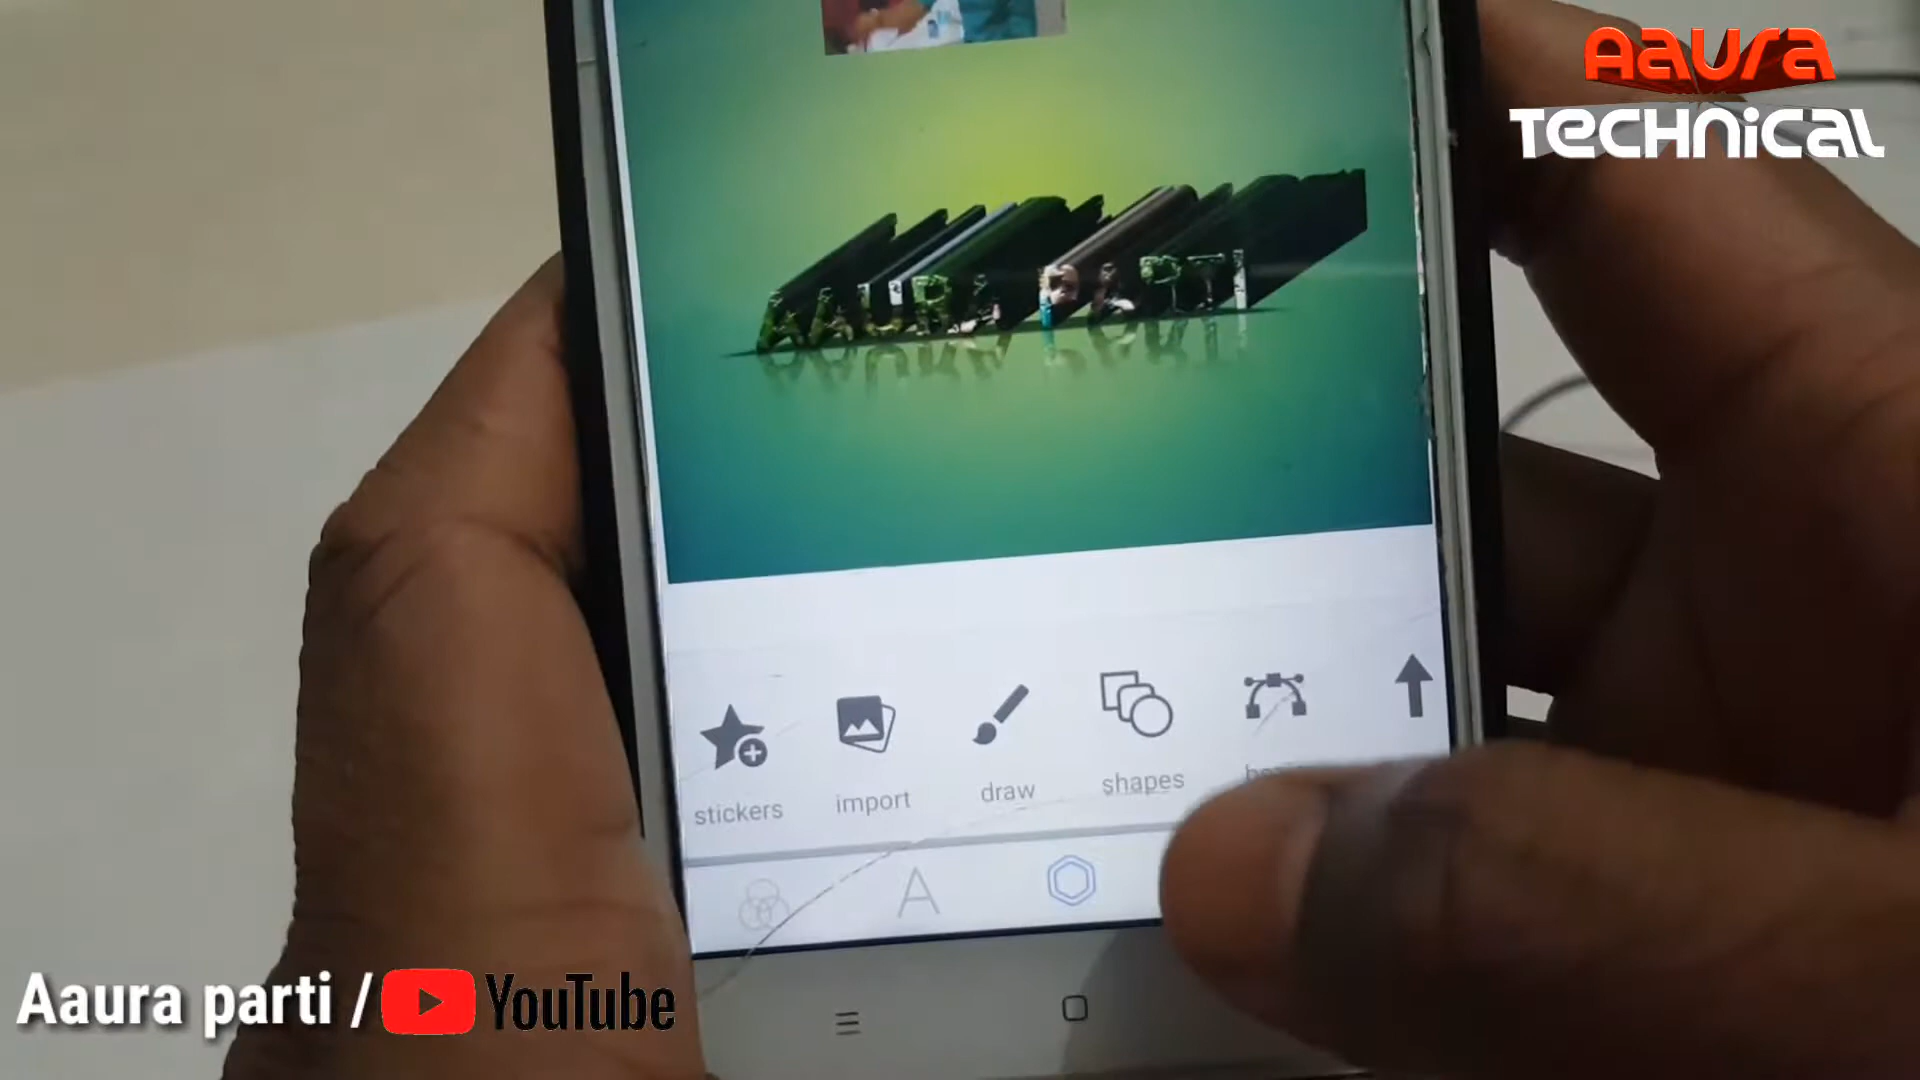 Aaura
TECHNICAL
AAURA PARTI
stickers
import
draw
shapes
A
Aaura parti / YouTube